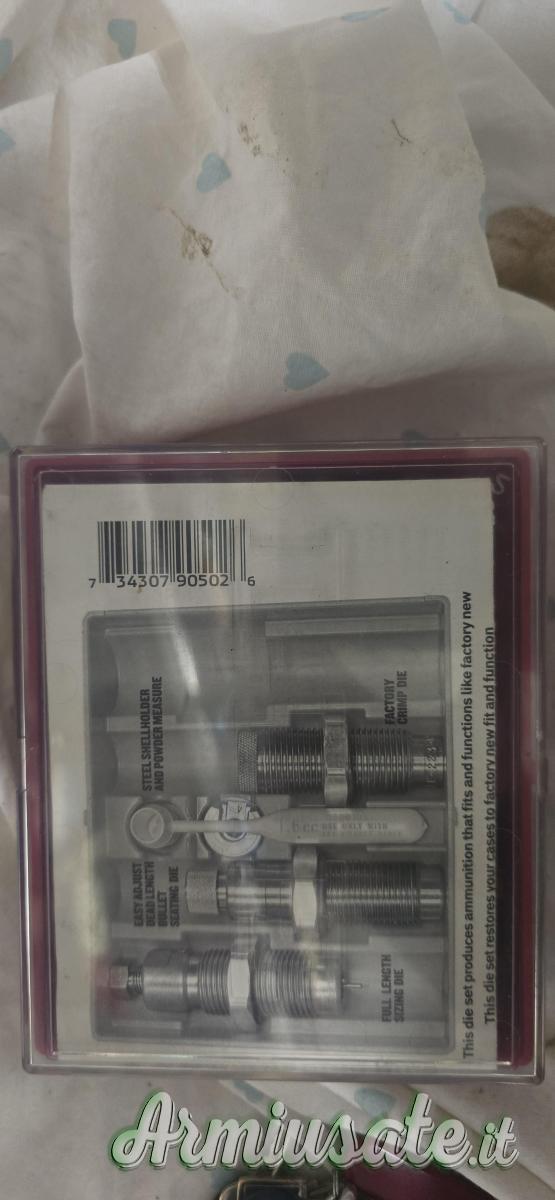 7 34307 90502 6
STEEL SHELLHOLDER
AND POWDER MEASURE
FACTORY
CRIMP DIE
EASY ADJUST
DEAD LENGTH
BULLET
SEATING DIE
FULL LENGTH
SIZING DIE
This die set produces ammunition that fits and functions like factory new
This die set restores your cases to factory new fit and function
Armiusate.it